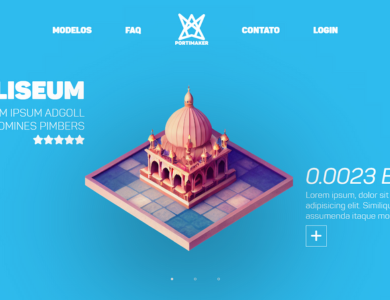 MODELOS
FAQ
PORTIMAKER
CONTATO
LOGIN
LISEUM
M IPSUM ADGOLL
OMINES PIMBERS
0.0023 E
Lorem ipsum, dolor sit
adipisicing elit. Similiqu
assumenda itaque mo